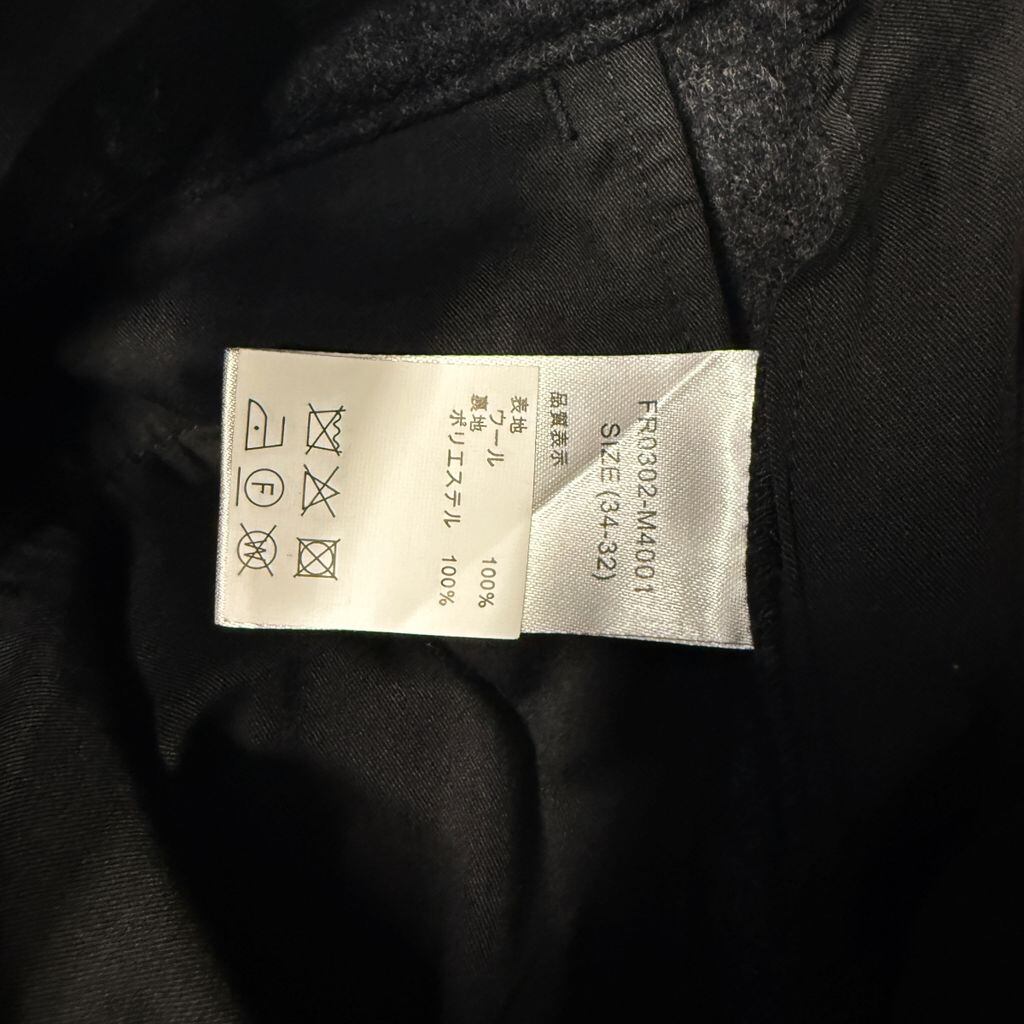 FR0302-M40001
SIZE (34-32)
品質表示
表地
ウール 100%
裏地
ポリエステル 100%
F
W